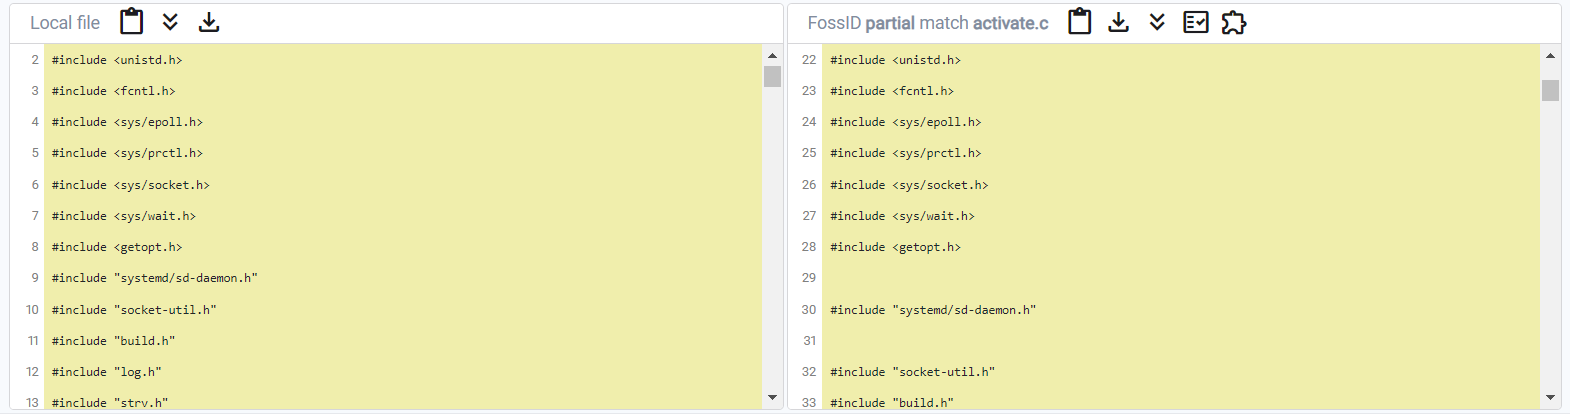 Local file
2 #include <unistd.h>
3 #include <fcntl.h>
4 #include <sys/epoll.h>
5 #include <sys/prctl.h>
6 #include <sys/socket.h>
7 #include <sys/wait.h>
8 #include <getopt.h>
9 #include "systemd/sd-daemon.h"
10 #include "socket-util.h"
11 #include "build.h"
12 #include "log.h"
13 #include "strv.h"
FossID partial match activate.c
22 #include <unistd.h>
23 #include <fcntl.h>
24 #include <sys/epoll.h>
25 #include <sys/prctl.h>
26 #include <sys/socket.h>
27 #include <sys/wait.h>
28 #include <getopt.h>
29
30 #include "systemd/sd-daemon.h"
31
32 #include "socket-util.h"
33 #include "build.h"